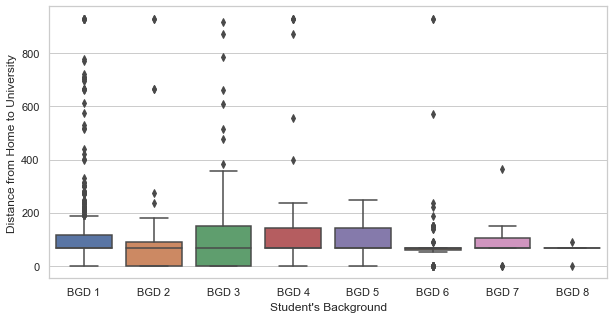 Distance from Home to University
800
600
400
200
0
BGD 1 BGD 2 BGD 3 BGD 4 BGD 5 BGD 6 BGD 7 BGD 8
Student's Background